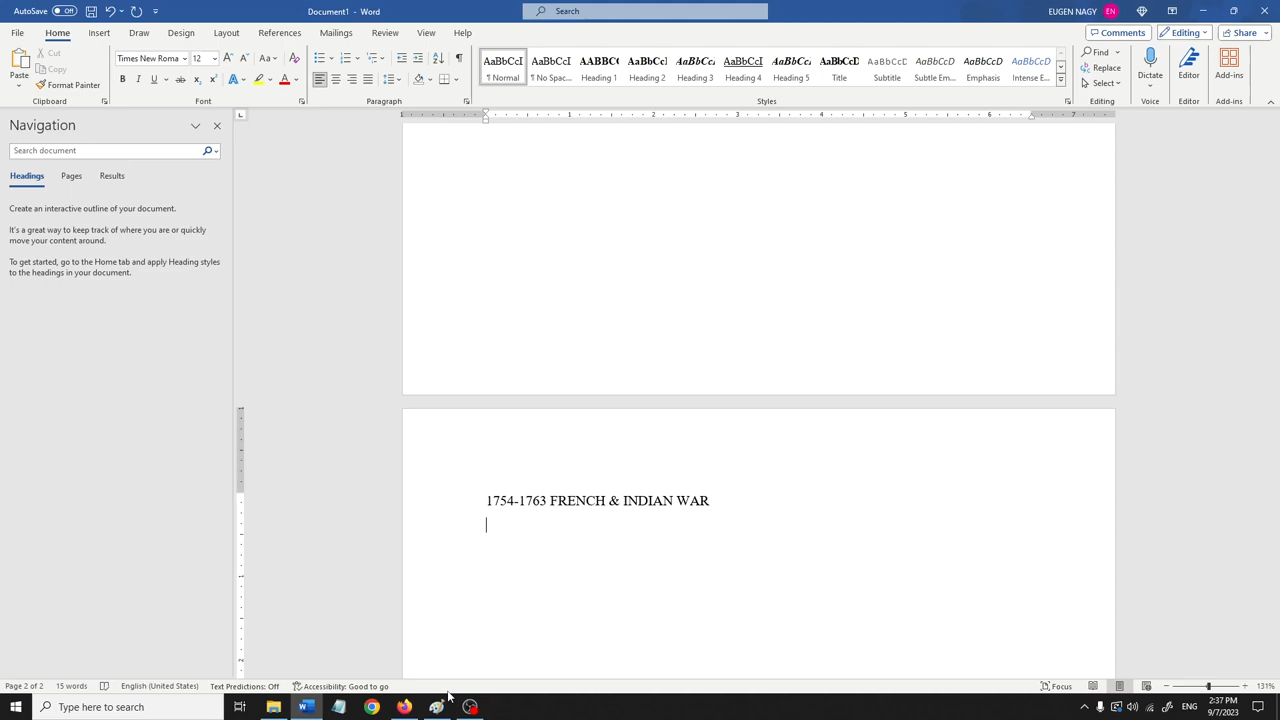 AutoSave Off Document1 - Word Search EUGEN NAGY EN
File Home Insert Draw Design Layout References Mailings Review View Help Comments Editing Share
Paste Cut Copy Format Painter
Times New Roma 12
AaBbCcI AaBbCcI AABBC AaBbCc AaBbCc AaBbCcI AaBbCcD AaBbCcD AaBbCcD AaBbCcD AaBbCcD AaBbCcD
¶ Normal ¶ No Spac... Heading 1 Heading 2 Heading 3 Heading 4 Heading 5 Title Subtitle Subtle Em... Emphasis Intense E...
Find Replace Select Dictate Editor Add-ins
Clipboard Font Paragraph Styles Editing Voice Editor Add-ins
Navigation
Search document
Headings Pages Results
Create an interactive outline of your document.
It's a great way to keep track of where you are or quickly
move your content around.
To get started, go to the Home tab and apply Heading styles
to the headings in your document.
1754-1763 FRENCH & INDIAN WAR
Page 2 of 2 15 words English (United States) Text Predictions: Off Accessibility: Good to go Focus 131%
Type here to search
2:37 PM
9/7/2023